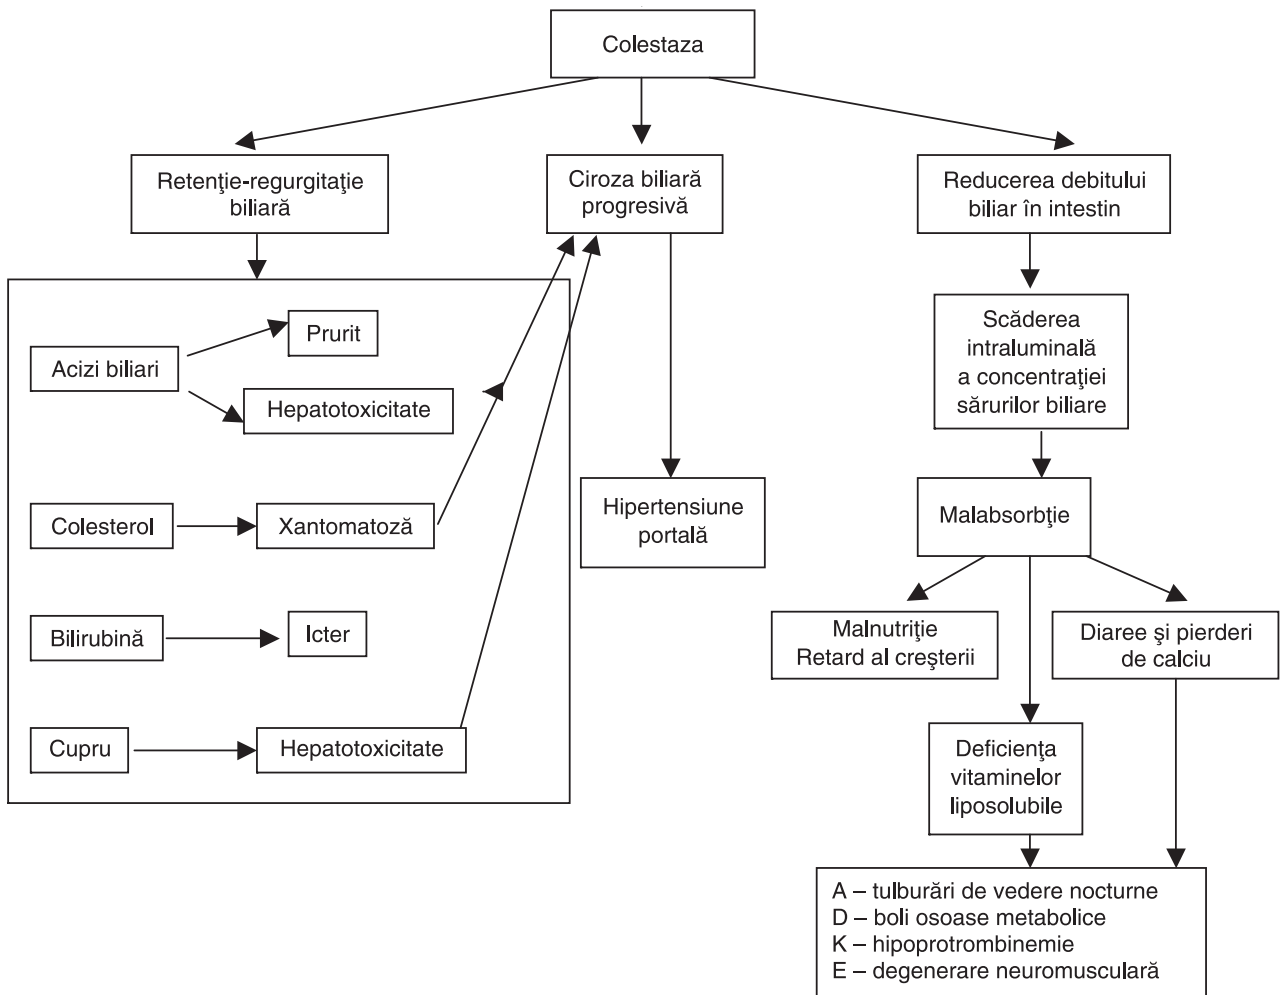 Colestaza
Retenţie-regurgitaţie
biliară
Ciroza biliară
progresivă
Reducerea debitului
biliar în intestin
Acizi biliari
Prurit
Hepatotoxicitate
Colesterol
Xantomatoză
Bilirubină
Icter
Cupru
Hepatotoxicitate
Hipertensiune
portală
Scăderea
intraluminală
a concentraţiei
sărurilor biliare
Malabsorbţie
Malnutriţie
Retard al creşterii
Diaree şi pierderi
de calciu
Deficienţa
vitaminelor
liposolubile
A – tulburări de vedere nocturne
D – boli osoase metabolice
K – hipoprotrombinemie
E – degenerare neuromusculară